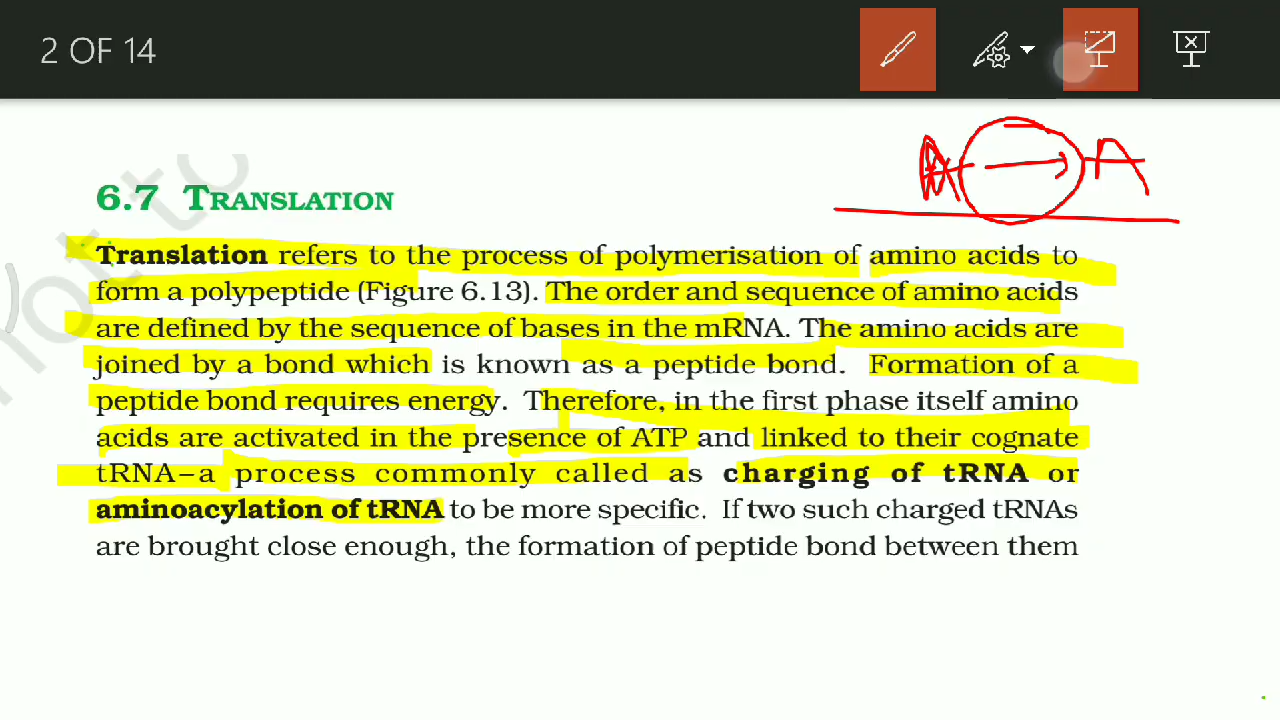 2 OF 14
A A
6.7 TRANSLATION
not to
Translation refers to the process of polymerisation of amino acids to
form a polypeptide (Figure 6.13). The order and sequence of amino acids
are defined by the sequence of bases in the mRNA. The amino acids are
joined by a bond which is known as a peptide bond. Formation of a
peptide bond requires energy. Therefore, in the first phase itself amino
acids are activated in the presence of ATP and linked to their cognate
tRNA–a process commonly called as charging of tRNA or
aminoacylation of tRNA to be more specific. If two such charged tRNAs
are brought close enough, the formation of peptide bond between them